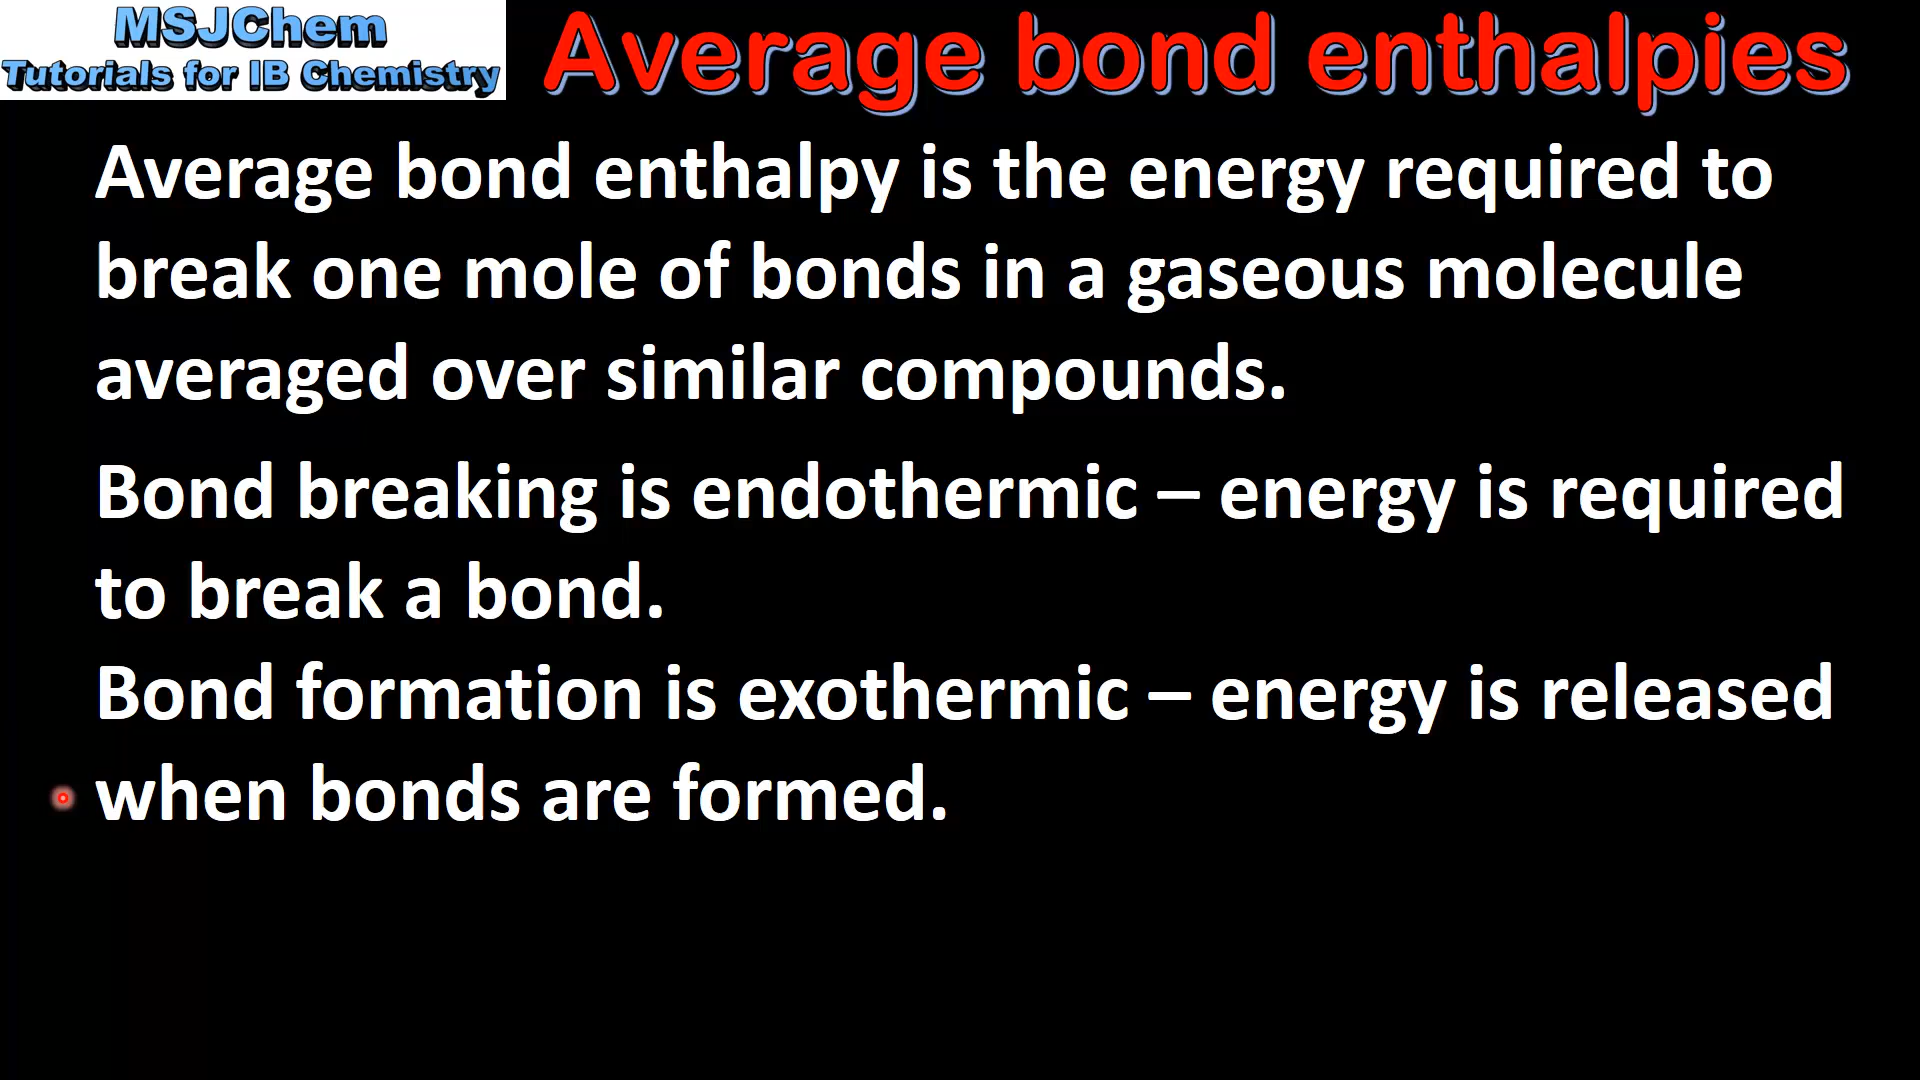 MSJChem
Tutorials for IB Chemistry
Average bond enthalpies
Average bond enthalpy is the energy required to
break one mole of bonds in a gaseous molecule
averaged over similar compounds.
Bond breaking is endothermic – energy is required
to break a bond.
Bond formation is exothermic – energy is released
when bonds are formed.